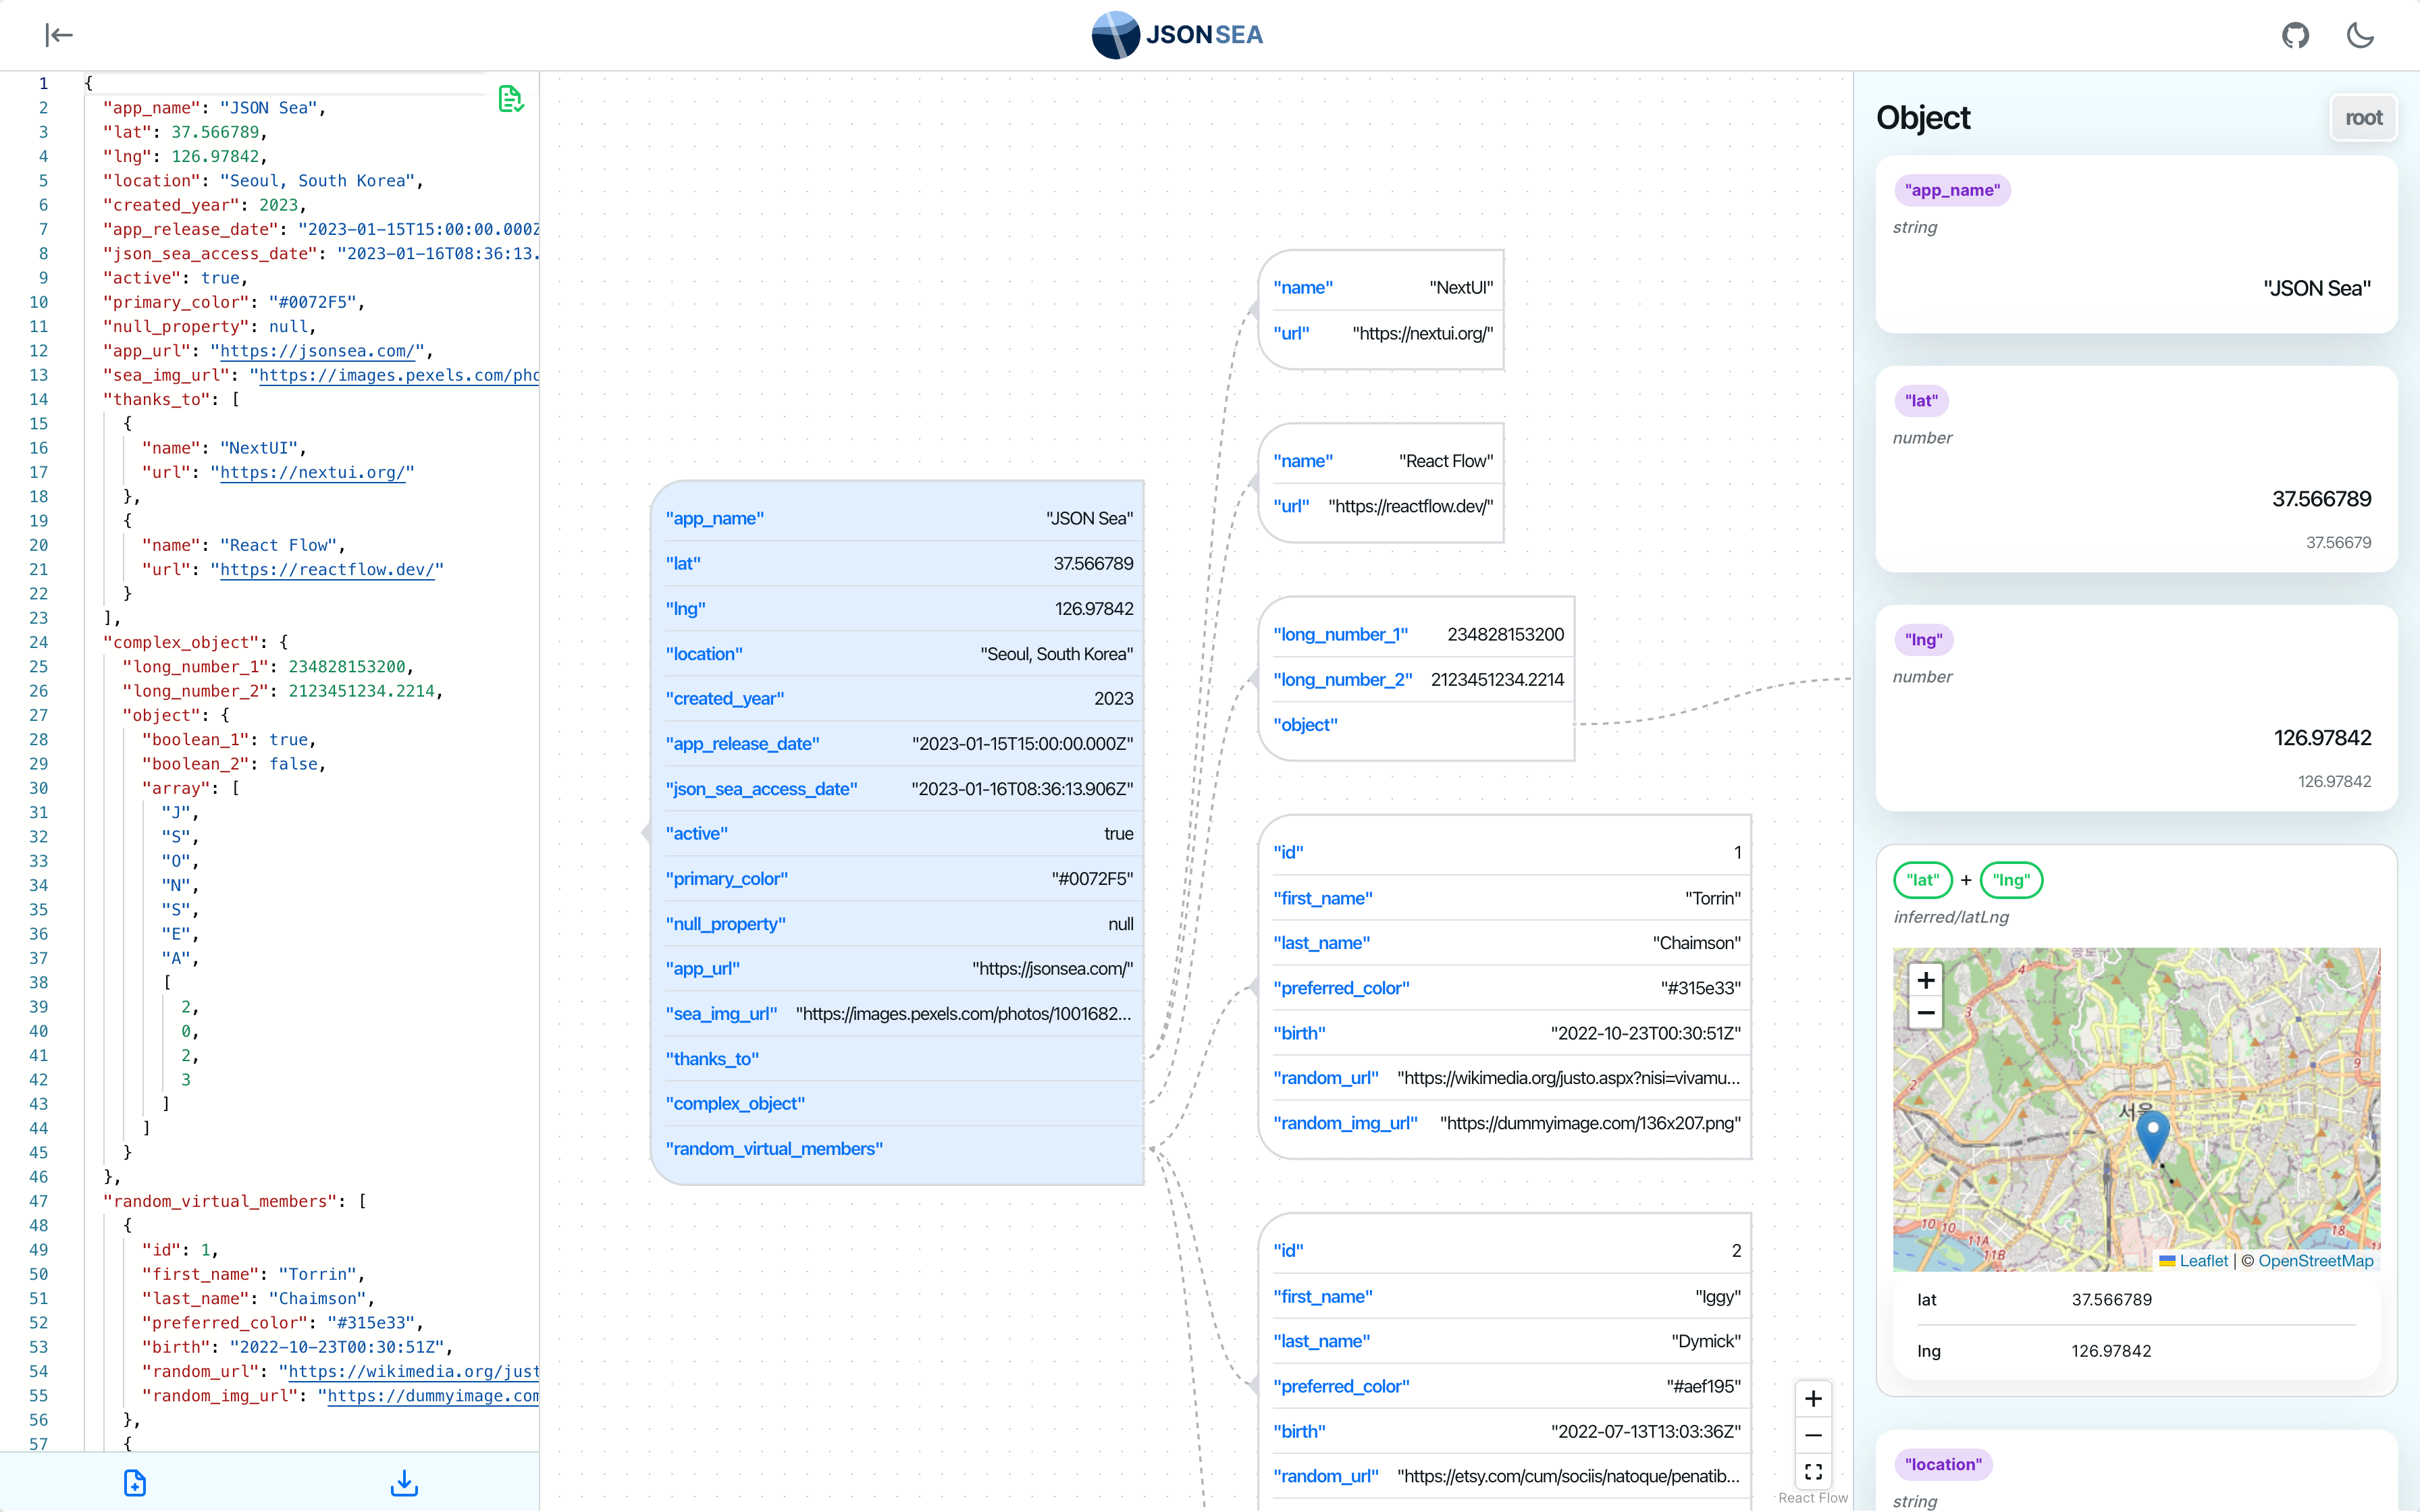 JSON SEA
1 {
2 "app_name": "JSON Sea",
3 "lat": 37.566789,
4 "lng": 126.97842,
5 "location": "Seoul, South Korea",
6 "created_year": 2023,
7 "app_release_date": "2023-01-15T15:00:00.000Z
8 "json_sea_access_date": "2023-01-16T08:36:13.
9 "active": true,
10 "primary_color": "#0072F5",
11 "null_property": null,
12 "app_url": "https://jsonsea.com/",
13 "sea_img_url": "https://images.pexels.com/pho
14 "thanks_to": [
15 {
16 "name": "NextUI",
17 "url": "https://nextui.org/"
18 },
19 {
20 "name": "React Flow",
21 "url": "https://reactflow.dev/"
22 }
23 ],
24 "complex_object": {
25 "long_number_1": 234828153200,
26 "long_number_2": 2123451234.2214,
27 "object": {
28 "boolean_1": true,
29 "boolean_2": false,
30 "array": [
31 "J",
32 "S",
33 "O",
34 "N",
35 "S",
36 "E",
37 "A",
38 [
39 2,
40 0,
41 2,
42 3
43 ]
44 ]
45 }
46 },
47 "random_virtual_members": [
48 {
49 "id": 1,
50 "first_name": "Torrin",
51 "last_name": "Chaimson",
52 "preferred_color": "#315e33",
53 "birth": "2022-10-23T00:30:51Z",
54 "random_url": "https://wikimedia.org/just
55 "random_img_url": "https://dummyimage.com
56 },
57 {
"app_name" "JSON Sea"
"lat" 37.566789
"lng" 126.97842
"location" "Seoul, South Korea"
"created_year" 2023
"app_release_date" "2023-01-15T15:00:00.000Z"
"json_sea_access_date" "2023-01-16T08:36:13.906Z"
"active" true
"primary_color" "#0072F5"
"null_property" null
"app_url" "https://jsonsea.com/"
"sea_img_url" "https://images.pexels.com/photos/1001682...
"thanks_to"
"complex_object"
"random_virtual_members"
"name" "NextUI"
"url" "https://nextui.org/"
"name" "React Flow"
"url" "https://reactflow.dev/"
"long_number_1" 234828153200
"long_number_2" 2123451234.2214
"object"
"id" 1
"first_name" "Torrin"
"last_name" "Chaimson"
"preferred_color" "#315e33"
"birth" "2022-10-23T00:30:51Z"
"random_url" "https://wikimedia.org/justo.aspx?nisi=vivamu...
"random_img_url" "https://dummyimage.com/136x207.png"
"id" 2
"first_name" "Iggy"
"last_name" "Dymick"
"preferred_color" "#aef195"
"birth" "2022-07-13T13:03:36Z"
"random_url" "https://etsy.com/cum/sociis/natoque/penatib...
React Flow
Object root
"app_name"
string
"JSON Sea"
"lat"
number
37.566789
37.56679
"lng"
number
126.97842
126.97842
"lat" + "lng"
inferred/latLng
+
−
4
3
2
9
서울
10 10
11A
11B
18
Leaflet | © OpenStreetMap
lat 37.566789
lng 126.97842
"location"
string